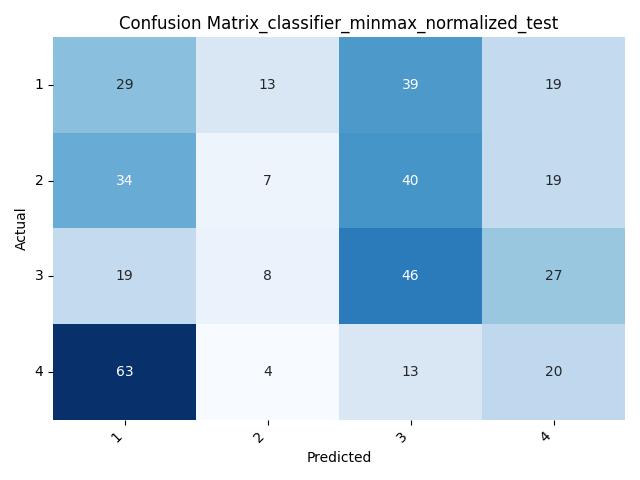 Confusion Matrix_classifier_minmax_normalized_test
1 29 13 39 19
2 34 7 40 19
Actual
3 19 8 46 27
4 63 4 13 20
1 2 3 4
Predicted